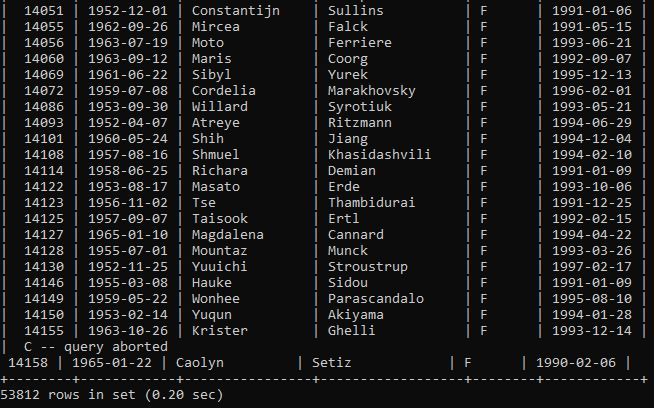 | 14051 | 1952-12-01 | Constantijn | Sullins | F | 1991-01-06 |
| 14055 | 1962-09-19 | Mircea | Falck | F | 1991-05-15 |
| 14056 | 1963-07-26 | Moto | Ferriere | F | 1993-06-21 |
| 14060 | 1963-09-12 | Maris | Coorg | F | 1992-09-07 |
| 14069 | 1961-06-22 | Sibyl | Yurek | F | 1995-12-13 |
| 14072 | 1959-07-08 | Cordelia | Marakhovsky | F | 1996-02-01 |
| 14086 | 1953-09-30 | Willard | Syrotiuk | F | 1993-05-21 |
| 14093 | 1952-04-07 | Atreye | Ritzmann | F | 1994-06-29 |
| 14101 | 1960-05-24 | Shih | Jiang | F | 1994-12-04 |
| 14108 | 1957-08-16 | Shmuel | Khasidashvili | F | 1994-02-10 |
| 14114 | 1958-06-25 | Richara | Demian | F | 1991-01-09 |
| 14122 | 1953-08-17 | Masato | Erde | F | 1993-10-06 |
| 14123 | 1956-11-02 | Tse | Thambidurai | F | 1991-12-25 |
| 14125 | 1957-09-07 | Taisook | Ertl | F | 1992-02-15 |
| 14127 | 1965-01-10 | Magdalena | Cannard | F | 1994-04-22 |
| 14128 | 1955-07-01 | Mountaz | Munck | F | 1993-03-26 |
| 14130 | 1952-11-25 | Yuuichi | Stroustrup | F | 1997-02-17 |
| 14146 | 1955-03-08 | Hauke | Sidou | F | 1991-01-09 |
| 14149 | 1959-05-22 | Wonhee | Parascandalo | F | 1995-08-10 |
| 14150 | 1953-02-14 | Yuqun | Akiyama | F | 1994-01-28 |
| 14155 | 1963-10-26 | Krister | Ghelli | F | 1993-12-14 |
| C -- query aborted
14158 | 1965-01-22 | Caolyn | Setiz | F | 1990-02-06 |
+--------+------------+----------------+-----------------+--------+------------+
53812 rows in set (0.20 sec)